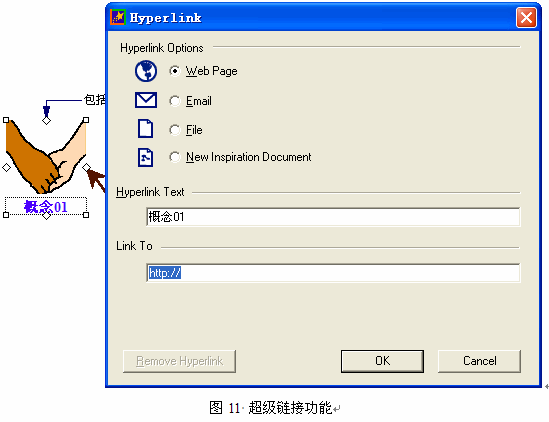 Hyperlink
Hyperlink Options
Web Page
Email
File
New Inspiration Document
包括
概念01
Hyperlink Text
概念01
Link To
http://
Remove Hyperlink
OK
Cancel
图 11· 超级链接功能↵